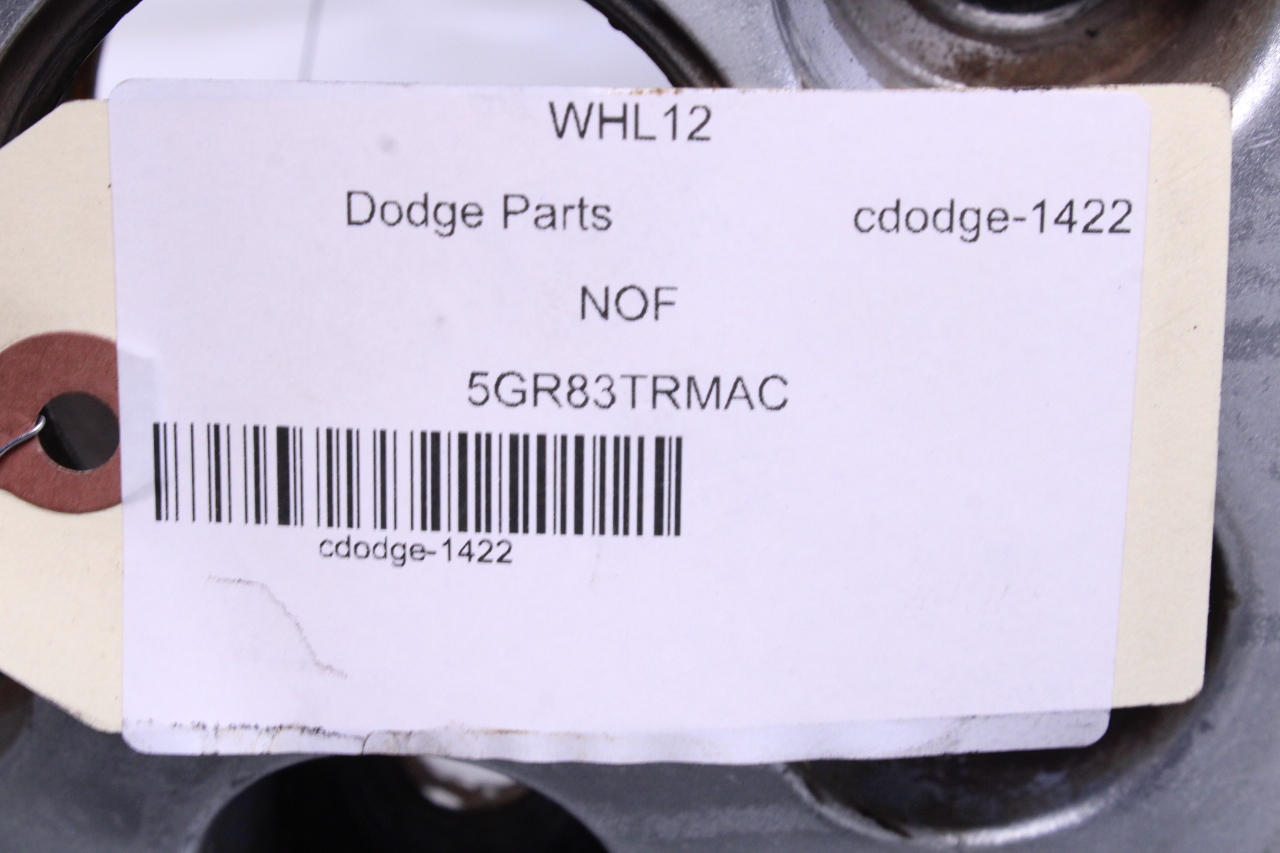 WHL12
Dodge Parts cdodge-1422
NOF
5GR83TRMAC
cdodge-1422